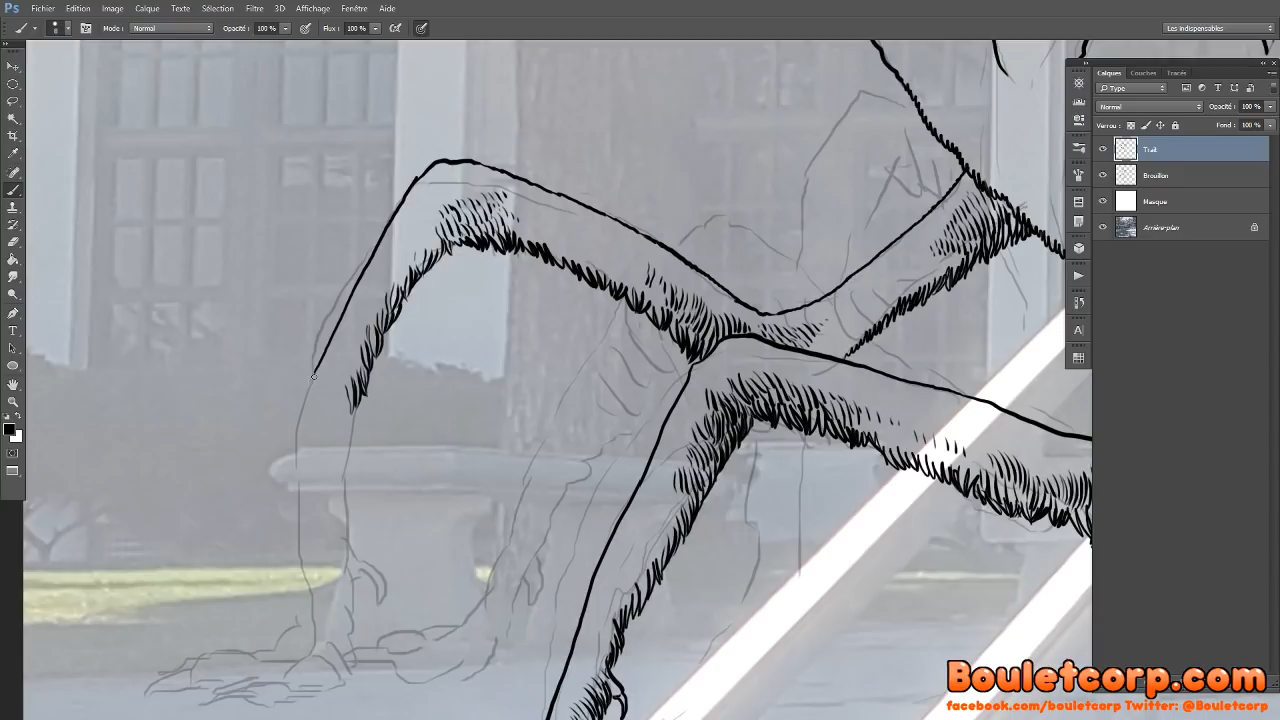 Ps Fichier Edition Image Calque Texte Sélection Filtre 3D Affichage Fenêtre Aide
Mode : Normal Opacité : 100 % Flux : 100 % Les indispensables
Calques Couches Tracés
Type
Normal Opacité : 100 %
Verrou : Fond : 100 %
Trait
Brouillon
Masque
Arrière-plan
Bouletcorp.com
facebook.com/bouletcorp Twitter: @Bouletcorp